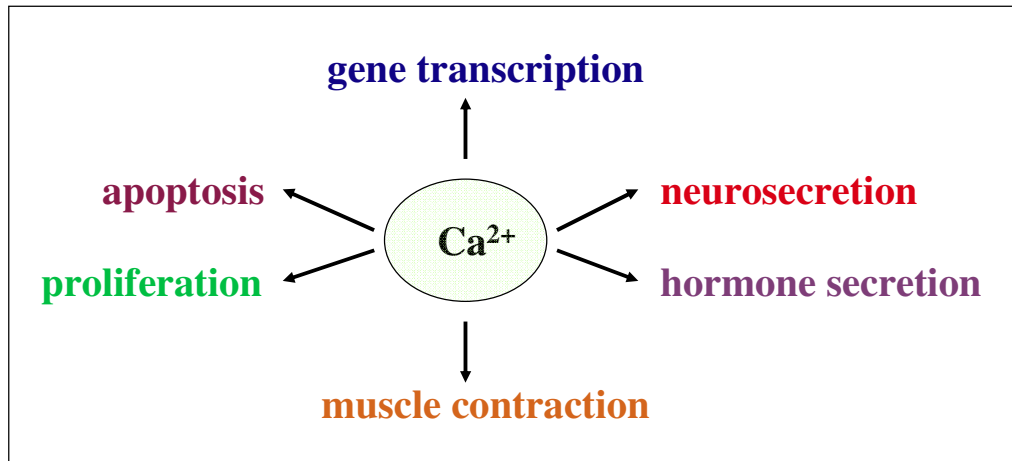 gene transcription
apoptosis
neurosecretion
Ca²⁺
proliferation
hormone secretion
muscle contraction